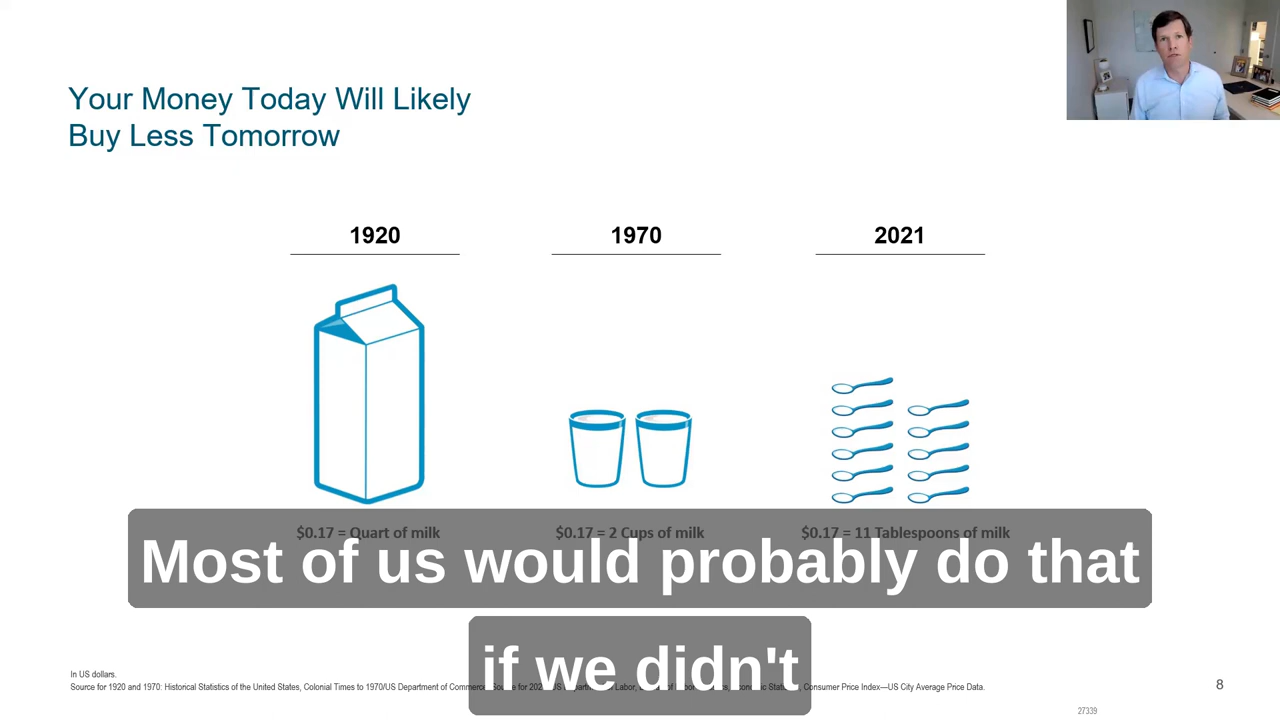 Your Money Today Will Likely
Buy Less Tomorrow
1920
1970
2021
$0.17 = Quart of milk
$0.17 = 2 Cups of milk
$0.17 = 11 Tablespoons of milk
Most of us would probably do that
if we didn't
In US dollars.
Source for 1920 and 1970: Historical Statistics of the United States, Colonial Times to 1970/US Department of Commerce. Source for Consumer Price Index—US City Average Price Data.
8
27339